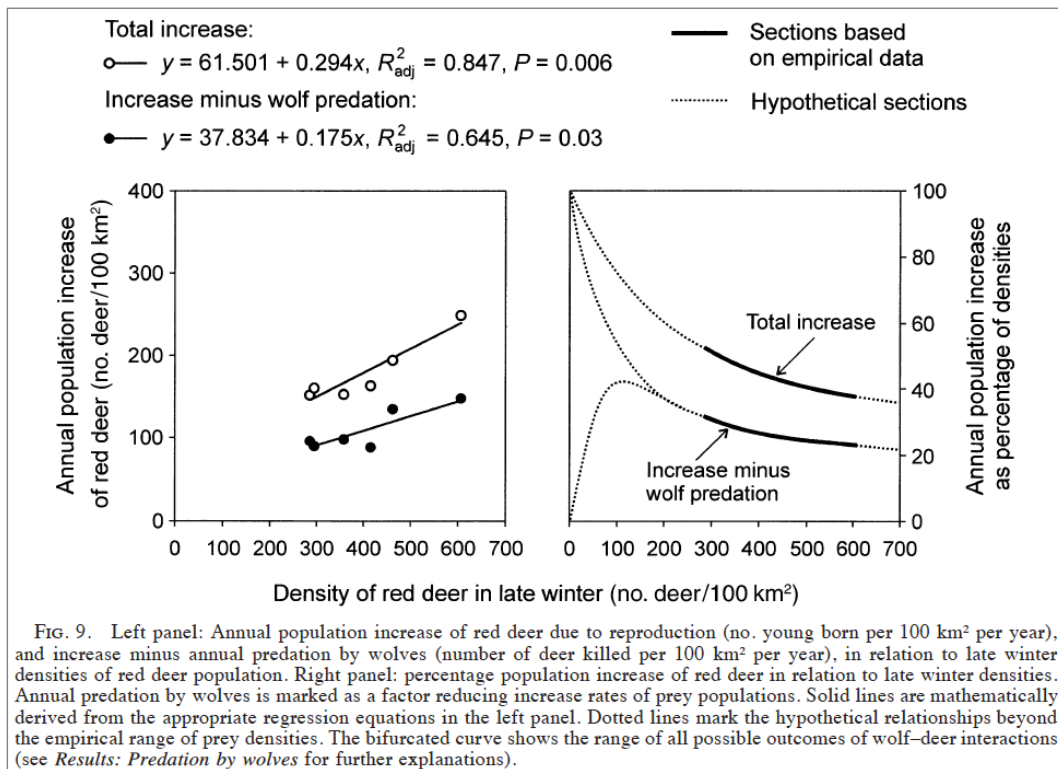 Total increase:
y = 61.501 + 0.294x, R²adj = 0.847, P = 0.006
Increase minus wolf predation:
y = 37.834 + 0.175x, R²adj = 0.645, P = 0.03
Sections based
on empirical data
Hypothetical sections
Annual population increase
of red deer (no. deer/100 km²)
400
300
200
100
0
0 100 200 300 400 500 600 700
Total increase
Increase minus
wolf predation
100
80
60
40
20
0
0 100 200 300 400 500 600 700
Annual population increase
as percentage of densities
Density of red deer in late winter (no. deer/100 km²)
FIG. 9. Left panel: Annual population increase of red deer due to reproduction (no. young born per 100 km² per year),
and increase minus annual predation by wolves (number of deer killed per 100 km² per year), in relation to late winter
densities of red deer population. Right panel: percentage population increase of red deer in relation to late winter densities.
Annual predation by wolves is marked as a factor reducing increase rates of prey populations. Solid lines are mathematically
derived from the appropriate regression equations in the left panel. Dotted lines mark the hypothetical relationships beyond
the empirical range of prey densities. The bifurcated curve shows the range of all possible outcomes of wolf–deer interactions
(see Results: Predation by wolves for further explanations).